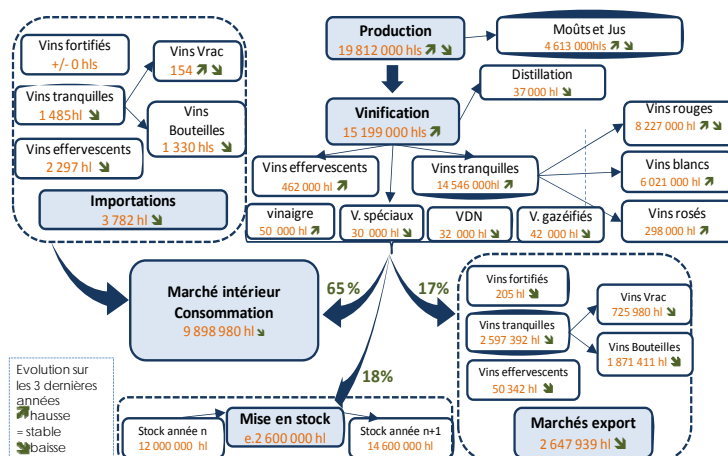 Vins fortifiés
+/- 0 hls
Vins Vrac
154
Vins tranquilles
1 485hl
Vins
Bouteilles
1 330 hls
Vins effervescents
2 297 hl
Importations
3 782 hl
Production
19 812 000 hls
Moûts et Jus
4 613 000hls
Distillation
37 000 hl
Vinification
15 199 000 hls
Vins effervescents
462 000 hl
Vins tranquilles
14 546 000hl
Vins rouges
8 227 000 hl
Vins blancs
6 021 000 hl
Vins rosés
298 000 hl
vinaigre
50 000 hl
V. spéciaux
30 000 hl
VDN
32 000 hl
V. gazéifiés
42 000 hl
Marché intérieur
Consommation
9 898 980 hl
65 %
17%
18%
Vins fortifiés
205 hl
Vins tranquilles
2 597 392 hl
Vins effervescents
50 342 hl
Vins Vrac
725 980 hl
Vins Bouteilles
1 871 411 hl
Marchés export
2 647 939 hl
Stock année n
12 000 000 hl
Mise en stock
e.2 600 000 hl
Stock année n+1
14 600 000 hl
Evolution sur
les 3 dernières
années
hausse
= stable
baisse